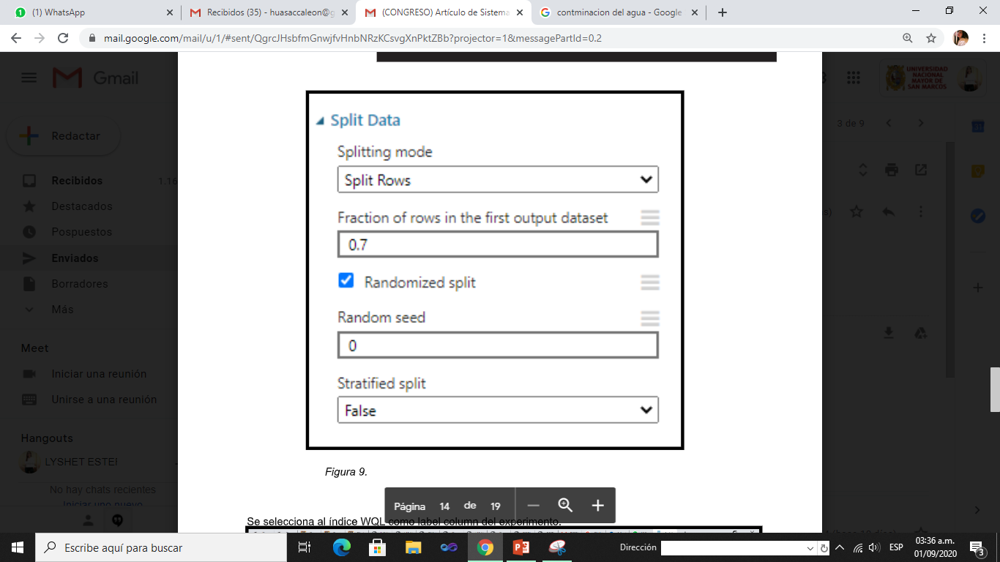 (1) WhatsApp
Recibidos (35) - huasaccaleon@g
(CONGRESO) Artículo de Sistema
contminacion del agua - Google
mail.google.com/mail/u/1/#sent/QgrcJHsbfmGnwjfvHnbNRzKCsvgXnPktZBb?projector=1&messagePartId=0.2
Gmail
UNIVERSIDAD
NACIONAL
MAYOR DE
SAN MARCOS
Redactar
3 de 9
Recibidos 1.16
Destacados
Pospuestos
Enviados
Borradores
Más
Meet
Iniciar una reunión
Unirse a una reunión
Hangouts
LYSHET ESTEI
No hay chats recientes
Iniciar uno nuevo
Split Data
Splitting mode
Split Rows
Fraction of rows in the first output dataset
0.7
Randomized split
Random seed
0
Stratified split
False
Figura 9.
Página 14 de 19
Se selecciona al índice WQL como label column del experimento.
Escribe aquí para buscar
Dirección
ESP
03:36 a.m.
01/09/2020
3